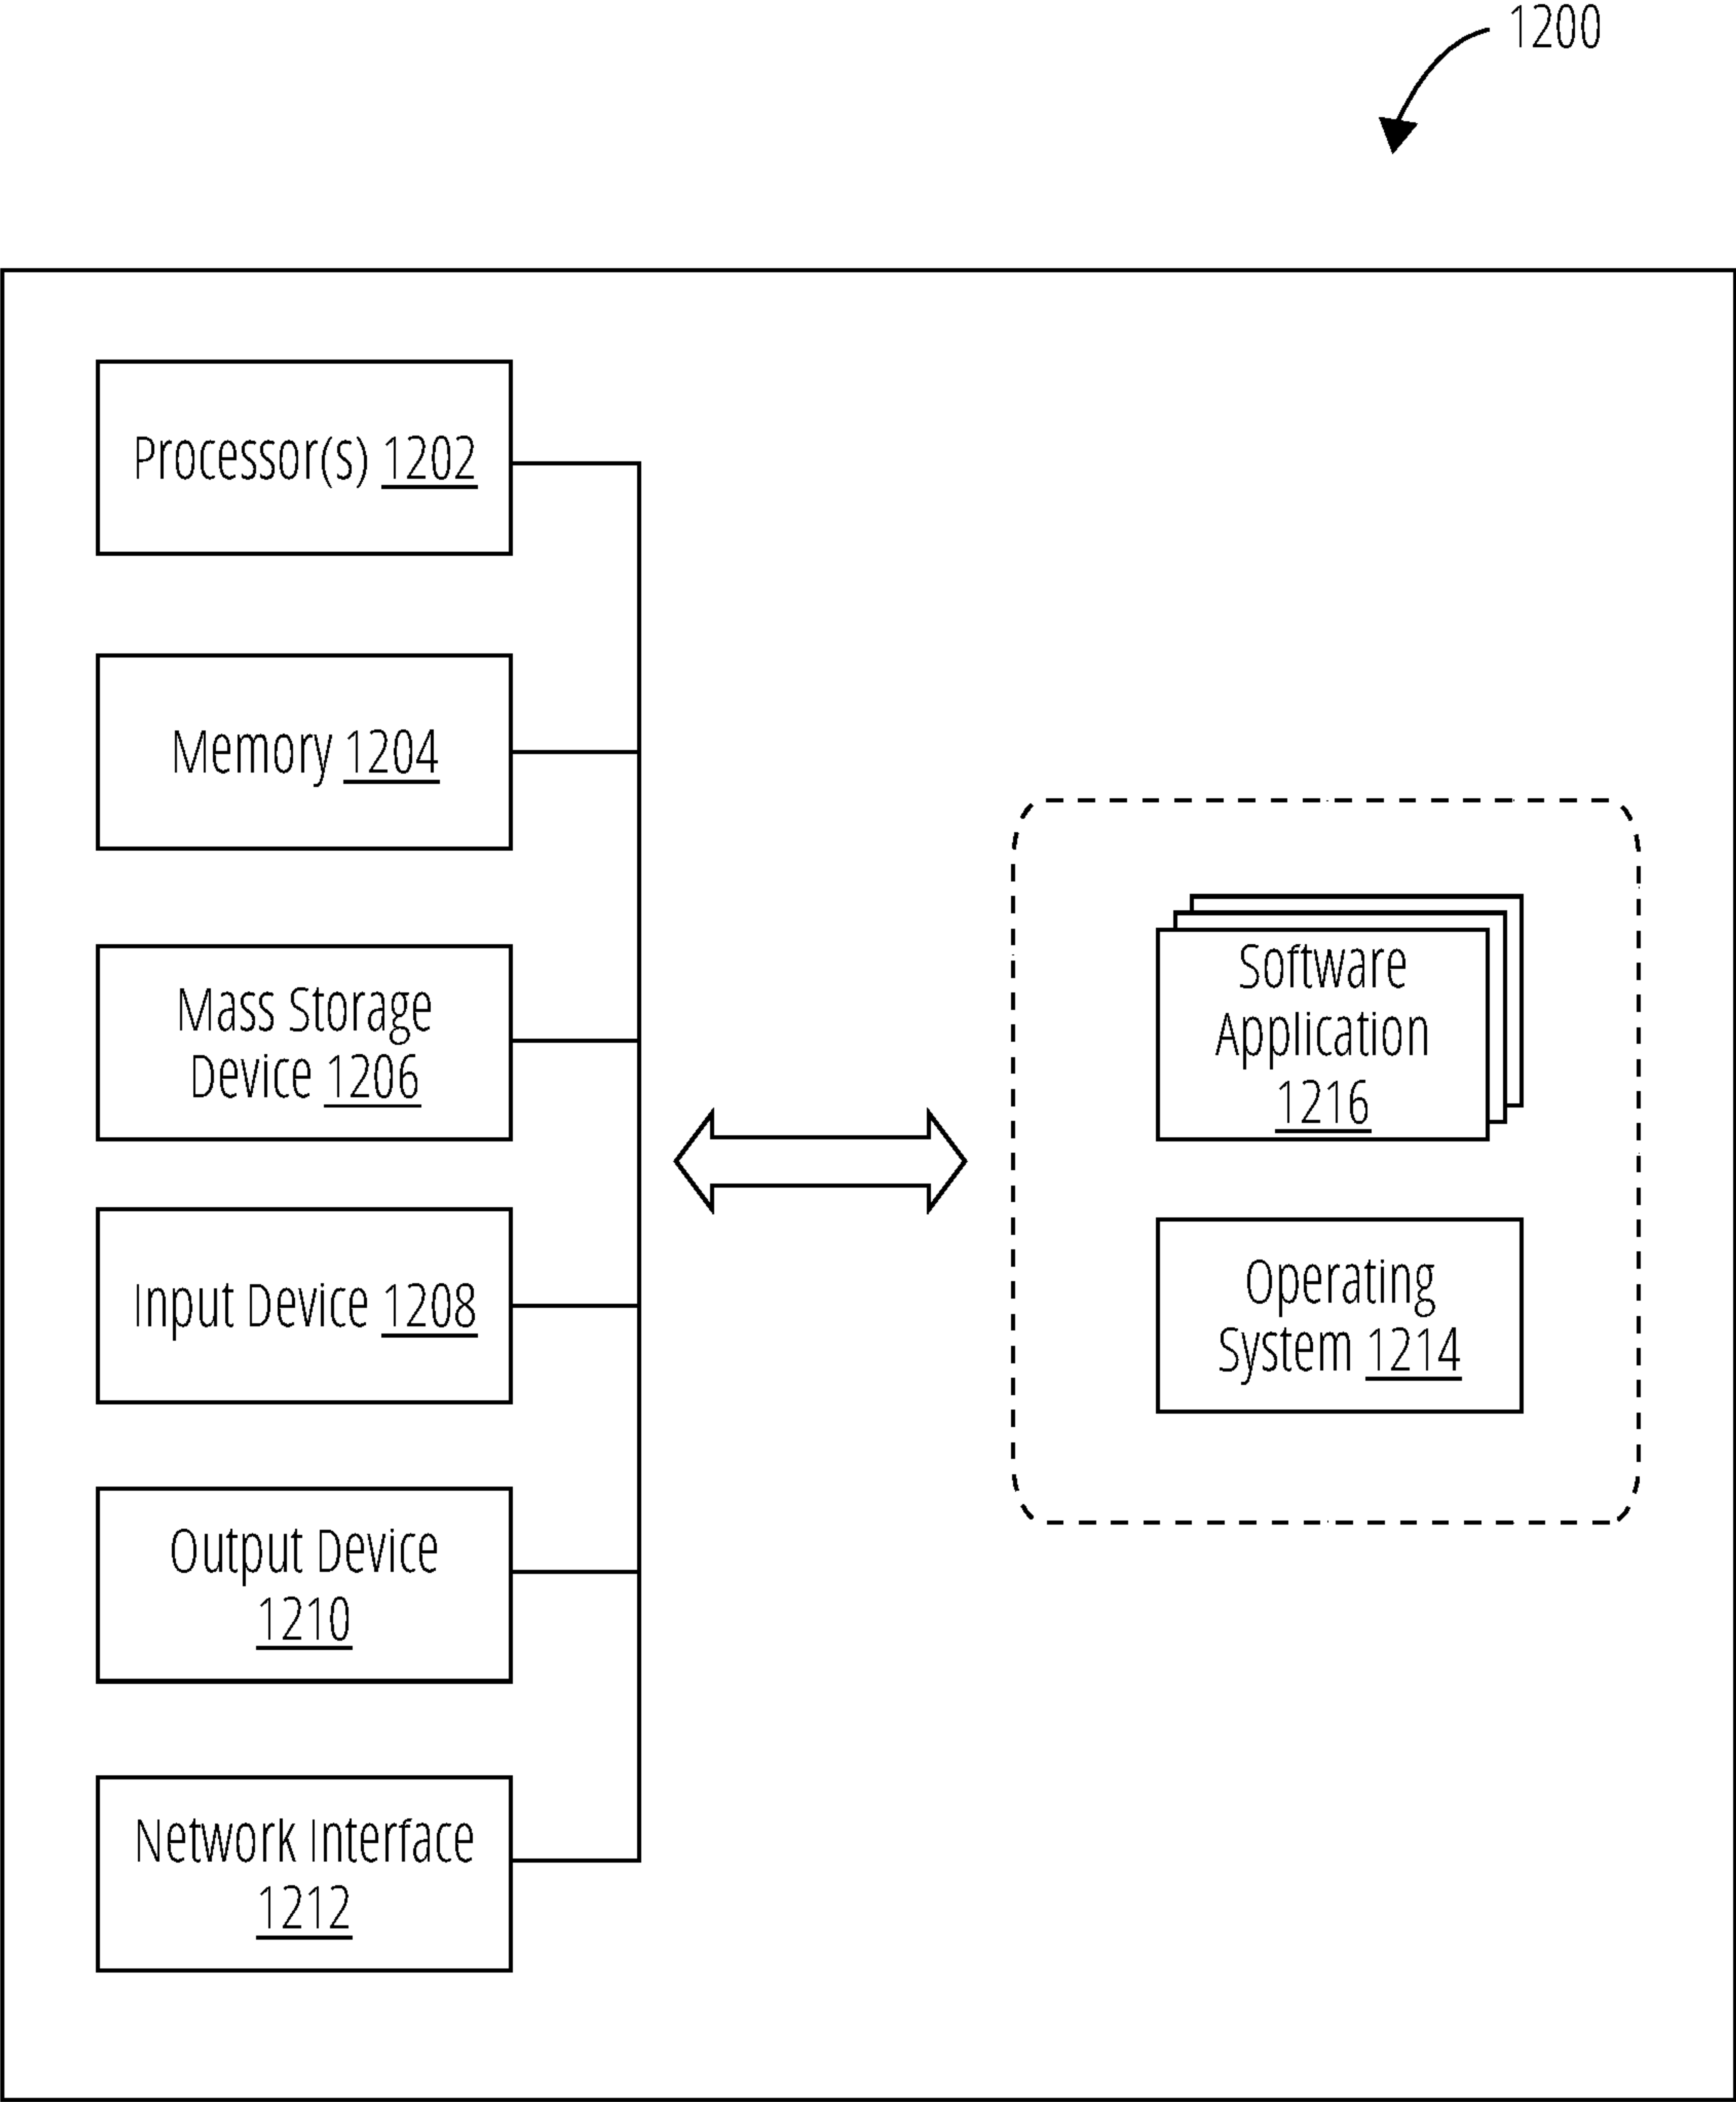 1200
Processor(s) 1202
Memory 1204
Mass Storage
Device 1206
Input Device 1208
Output Device
1210
Network Interface
1212
Software
Application
1216
Operating
System 1214